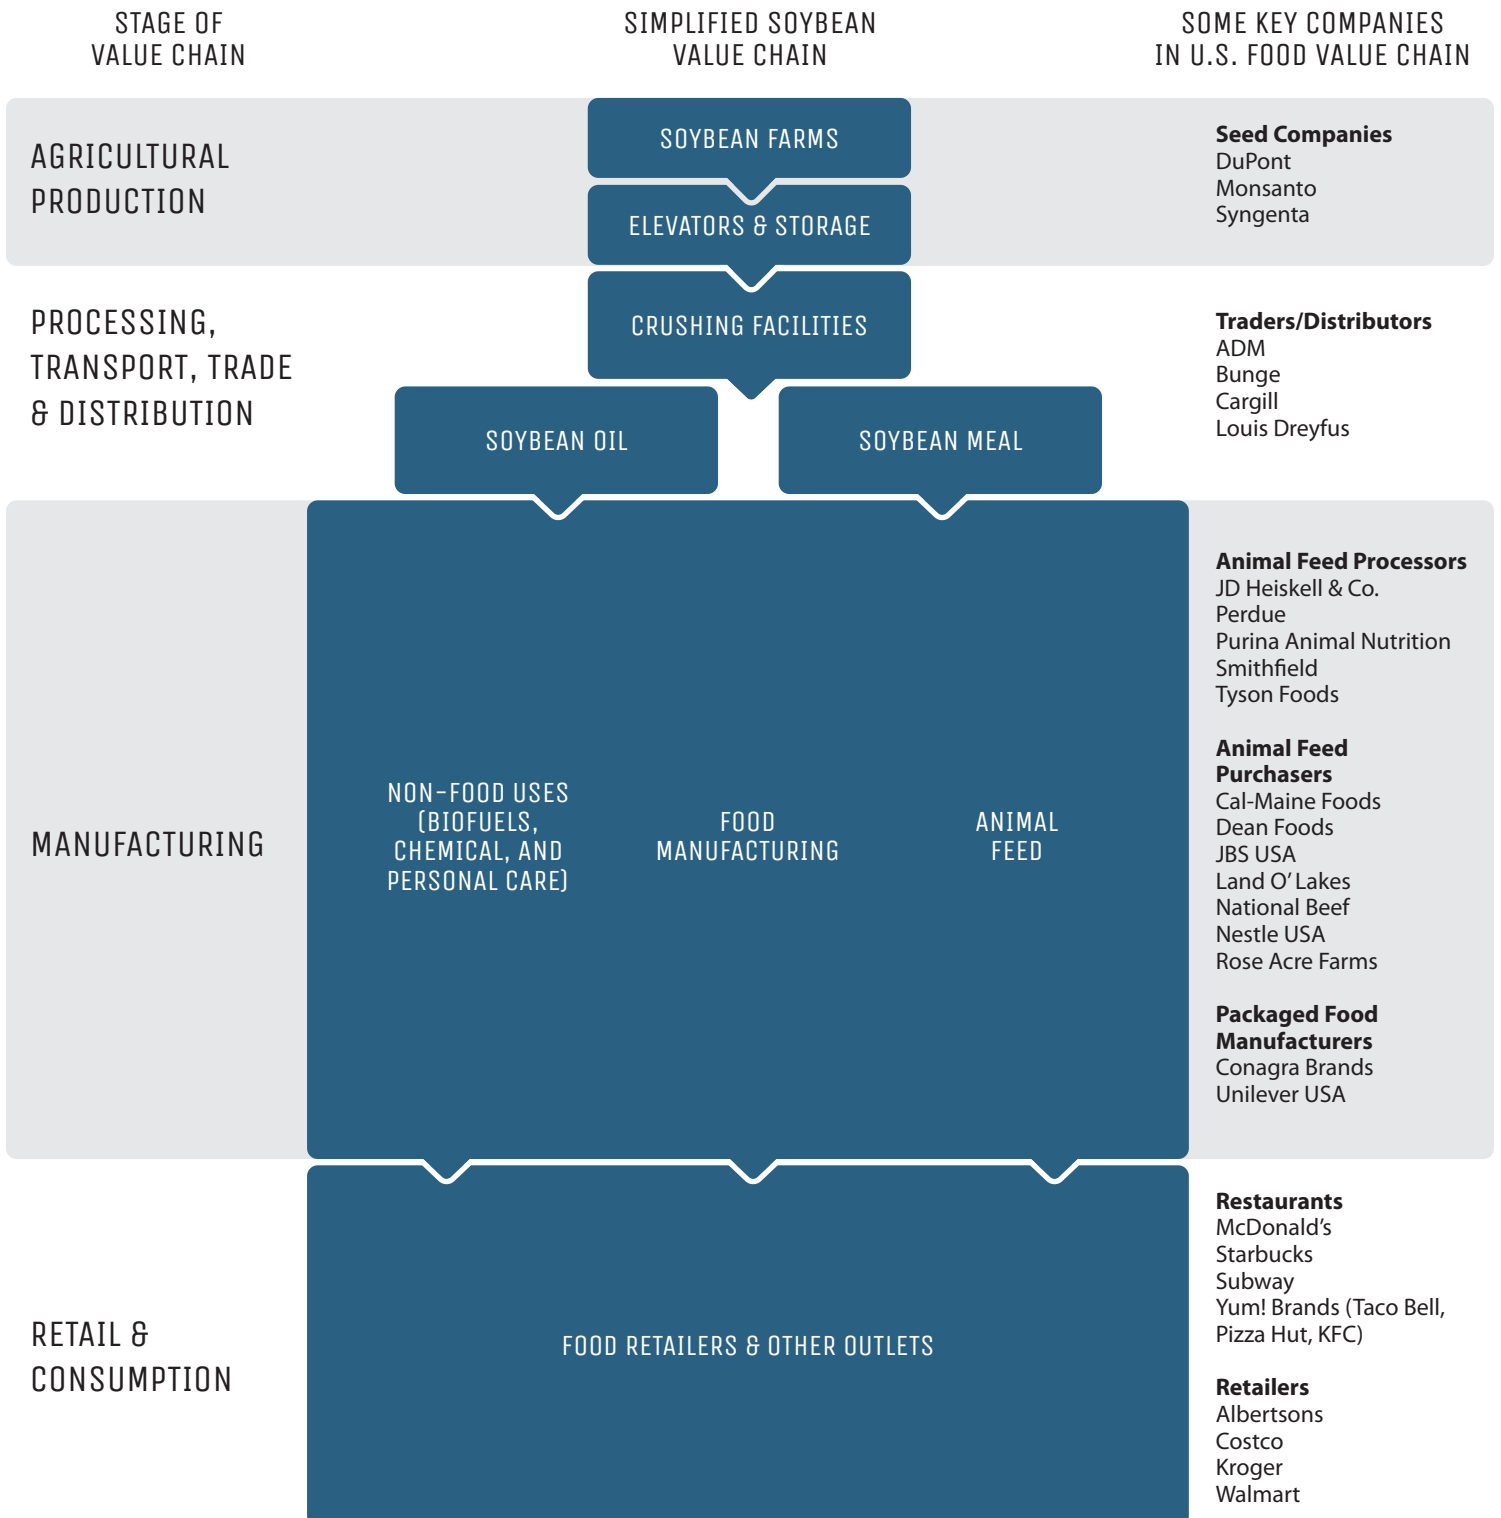 STAGE OF
VALUE CHAIN
SIMPLIFIED SOYBEAN
VALUE CHAIN
SOME KEY COMPANIES
IN U.S. FOOD VALUE CHAIN
AGRICULTURAL
PRODUCTION
SOYBEAN FARMS
ELEVATORS & STORAGE
Seed Companies
DuPont
Monsanto
Syngenta
PROCESSING,
TRANSPORT, TRADE
& DISTRIBUTION
CRUSHING FACILITIES
SOYBEAN OIL
SOYBEAN MEAL
Traders/Distributors
ADM
Bunge
Cargill
Louis Dreyfus
MANUFACTURING
NON-FOOD USES
(BIOFUELS,
CHEMICAL, AND
PERSONAL CARE)
FOOD
MANUFACTURING
ANIMAL
FEED
Animal Feed Processors
JD Heiskell & Co.
Perdue
Purina Animal Nutrition
Smithfield
Tyson Foods
Animal Feed
Purchasers
Cal-Maine Foods
Dean Foods
JBS USA
Land O’ Lakes
National Beef
Nestle USA
Rose Acre Farms
Packaged Food
Manufacturers
Conagra Brands
Unilever USA
RETAIL &
CONSUMPTION
FOOD RETAILERS & OTHER OUTLETS
Restaurants
McDonald’s
Starbucks
Subway
Yum! Brands (Taco Bell,
Pizza Hut, KFC)
Retailers
Albertsons
Costco
Kroger
Walmart